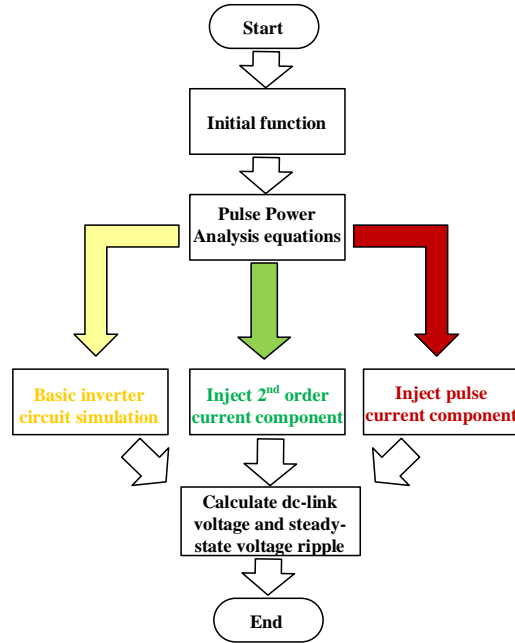 Start
Initial function
Pulse Power
Analysis equations
Basic inverter
circuit simulation
Inject 2nd order
current component
Inject pulse
current component
Calculate dc-link
voltage and steady-
state voltage ripple
End